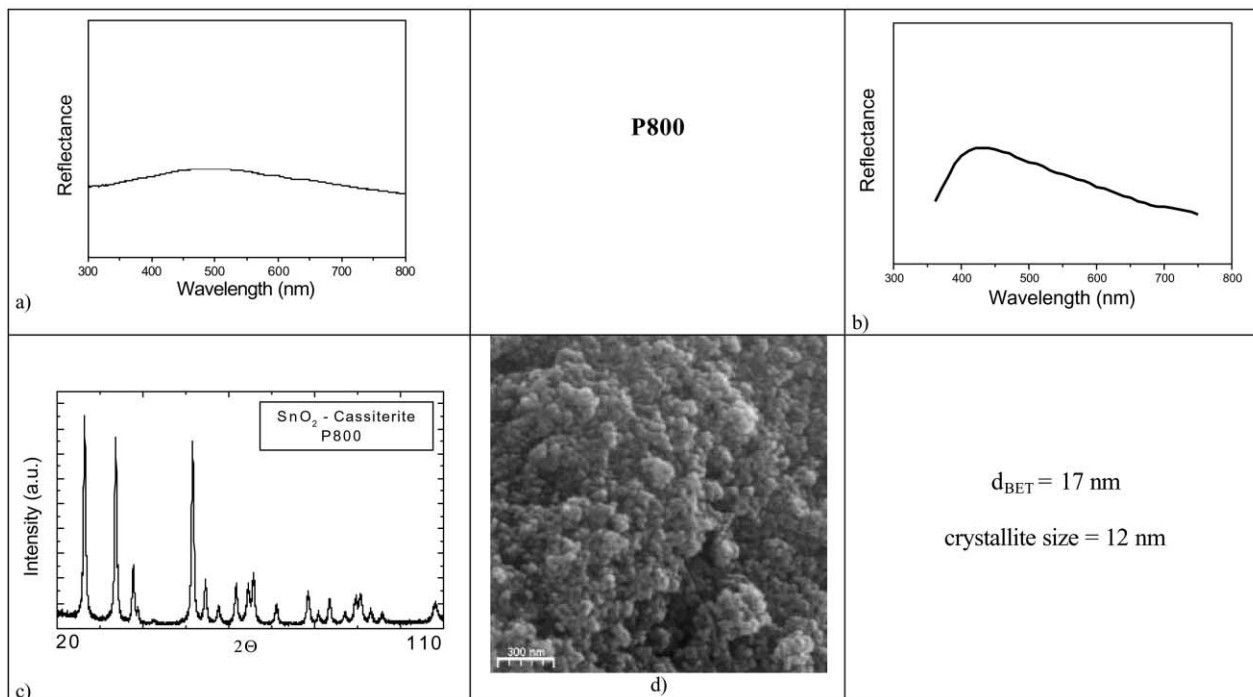 Reflectance
300 400 500 600 700 800
Wavelength (nm)
a)
P800
Reflectance
300 400 500 600 700 800
Wavelength (nm)
b)
Intensity (a.u.)
SnO₂ - Cassiterite
P800
20 2Θ 110
c)
300 nm
d)
d_BET = 17 nm
crystallite size = 12 nm